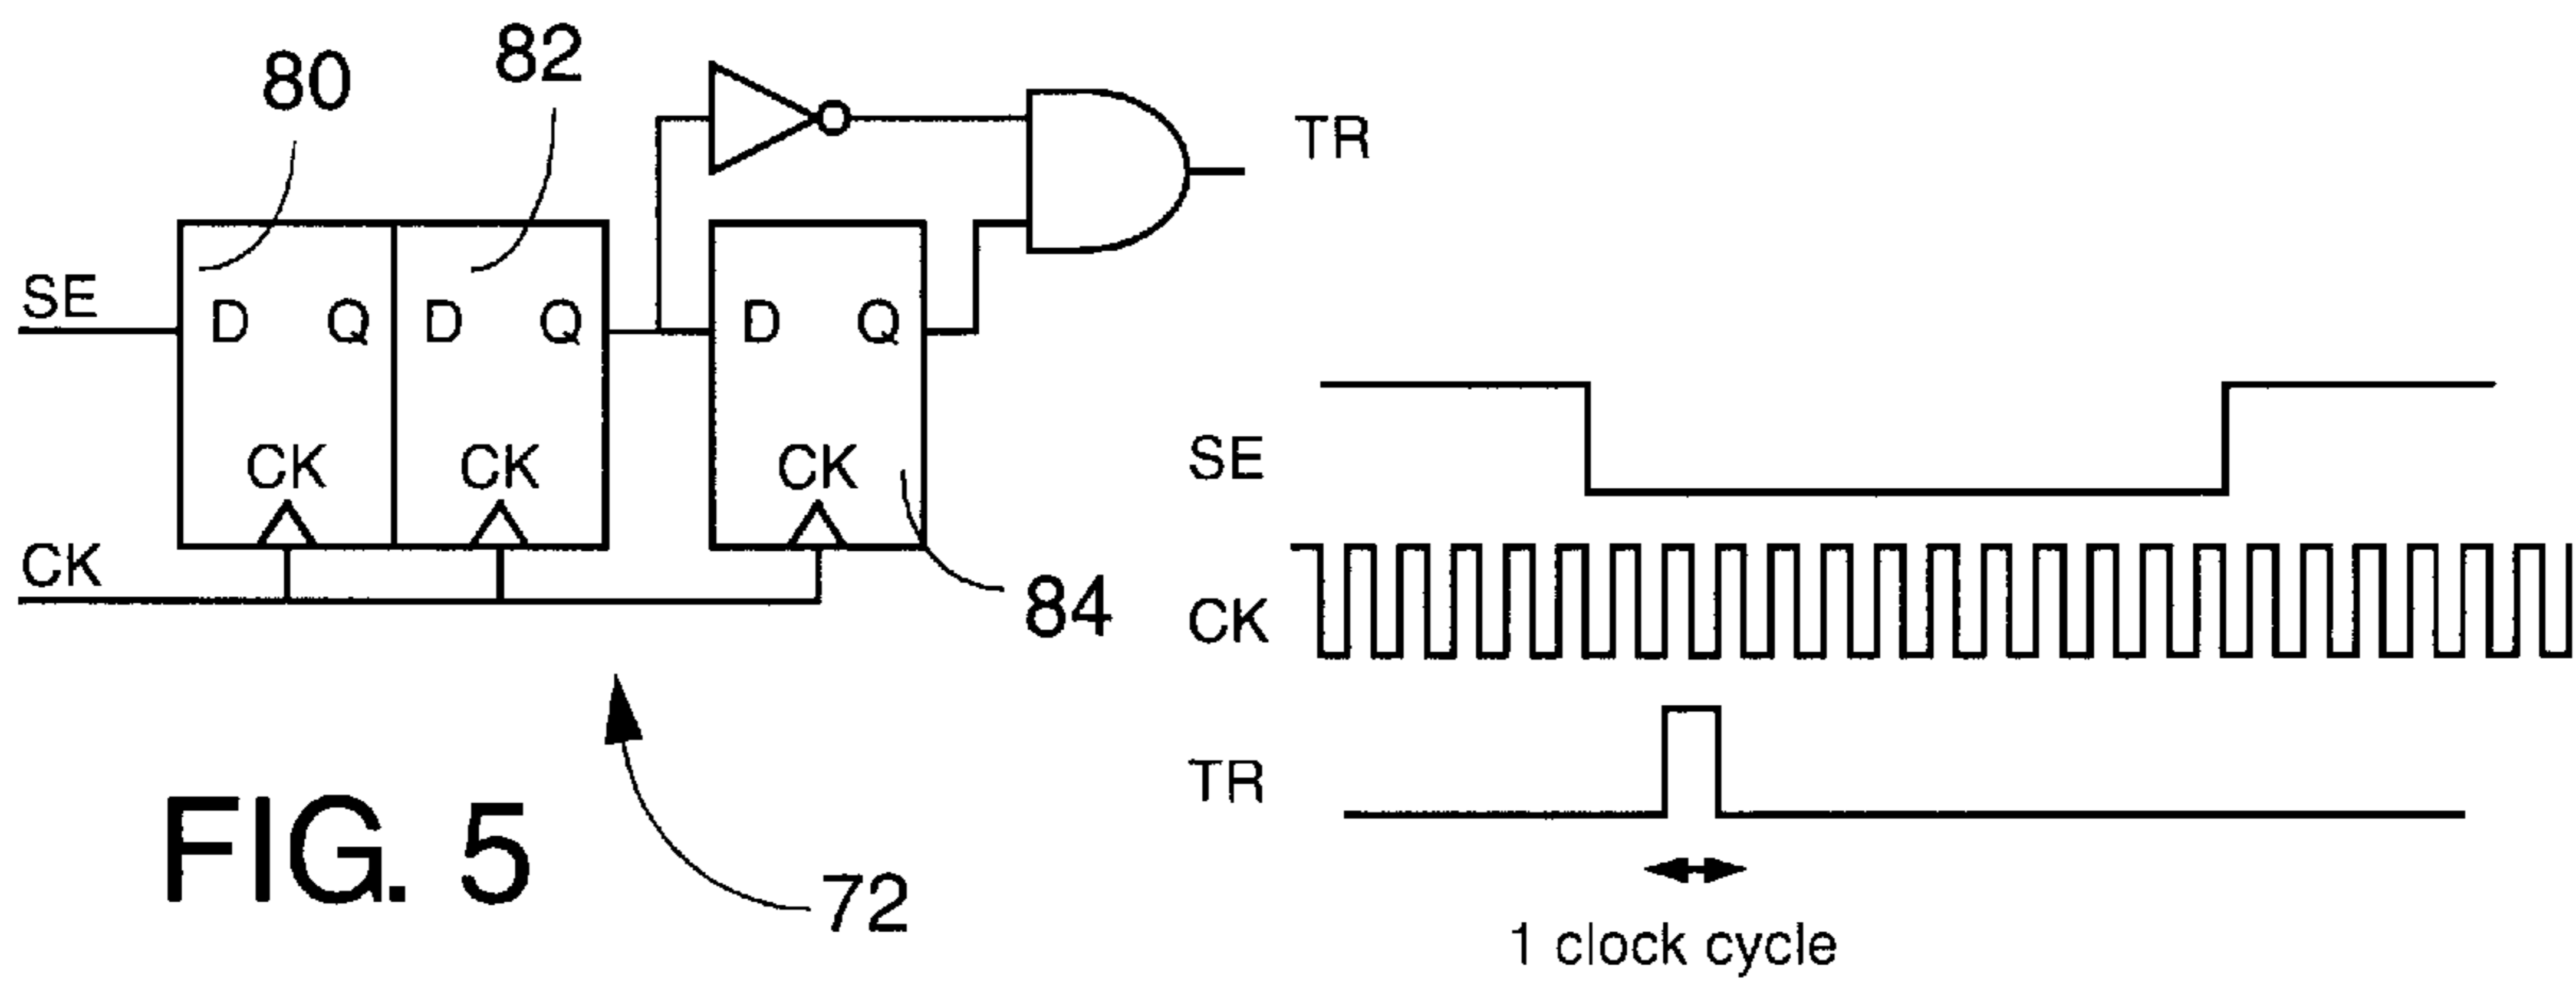 80
82
TR
SE
D Q D Q D Q
CK CK CK
CK
84
SE
CK
TR
1 clock cycle
FIG. 5
72